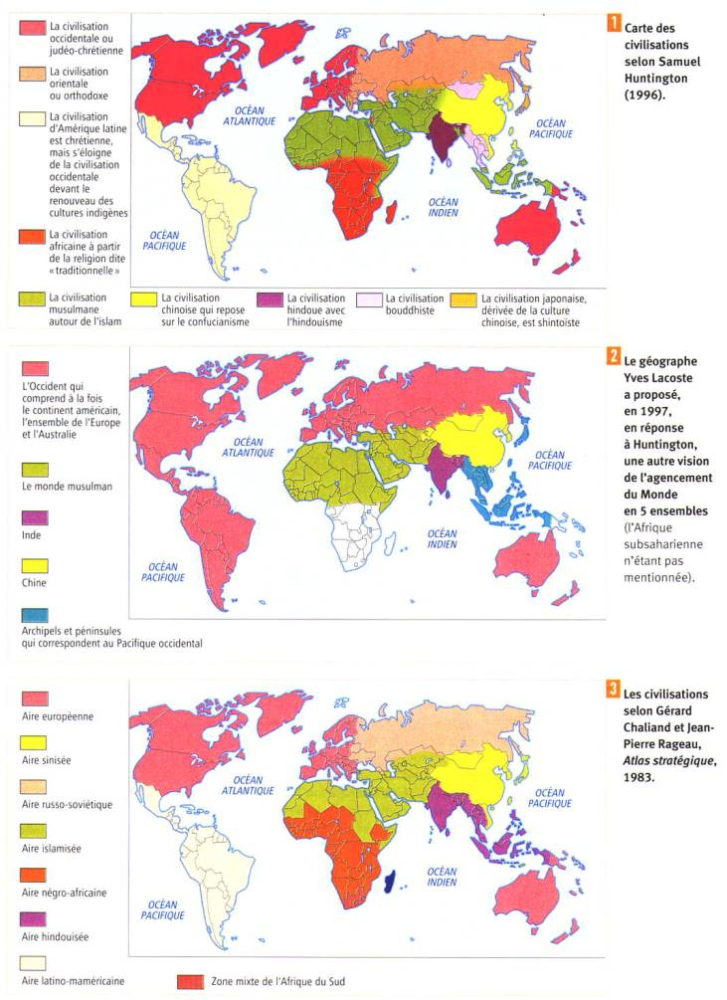 La civilisation
occidentale ou
judéo-chrétienne
La civilisation
orientale
ou orthodoxe
La civilisation
d'Amérique latine
est chrétienne,
mais s'éloigne
de la civilisation
occidentale
devant le
renouveau des
cultures indigènes
La civilisation
africaine à partir
de la religion dite
« traditionnelle »
OCÉAN
ATLANTIQUE
OCÉAN
PACIFIQUE
OCÉAN
INDIEN
OCÉAN
PACIFIQUE
1 Carte des
civilisations
selon Samuel
Huntington
(1996).
La civilisation
musulmane
autour de l'islam
La civilisation
chinoise qui repose
sur le confucianisme
La civilisation
hindoue avec
l'hindouisme
La civilisation
bouddhiste
La civilisation japonaise,
dérivée de la culture
chinoise, est shintoïste
L'Occident qui
comprend à la fois
le continent américain,
l'ensemble de l'Europe
et l'Australie
Le monde musulman
Inde
Chine
Archipels et péninsules
qui correspondent au Pacifique occidental
OCÉAN
ATLANTIQUE
OCÉAN
PACIFIQUE
OCÉAN
INDIEN
OCÉAN
PACIFIQUE
2 Le géographe
Yves Lacoste
a proposé,
en 1997,
en réponse
à Huntington,
une autre vision
de l'agencement
du Monde
en 5 ensembles
(l'Afrique
subsaharienne
n'étant pas
mentionnée).
Aire européenne
Aire sinisée
Aire russo-soviétique
Aire islamisée
Aire négro-africaine
Aire hindouisée
Aire latino-maméricaine
Zone mixte de l'Afrique du Sud
OCÉAN
ATLANTIQUE
OCÉAN
PACIFIQUE
OCÉAN
INDIEN
OCÉAN
PACIFIQUE
3 Les civilisations
selon Gérard
Chaliand et Jean-
Pierre Rageau,
Atlas stratégique,
1983.